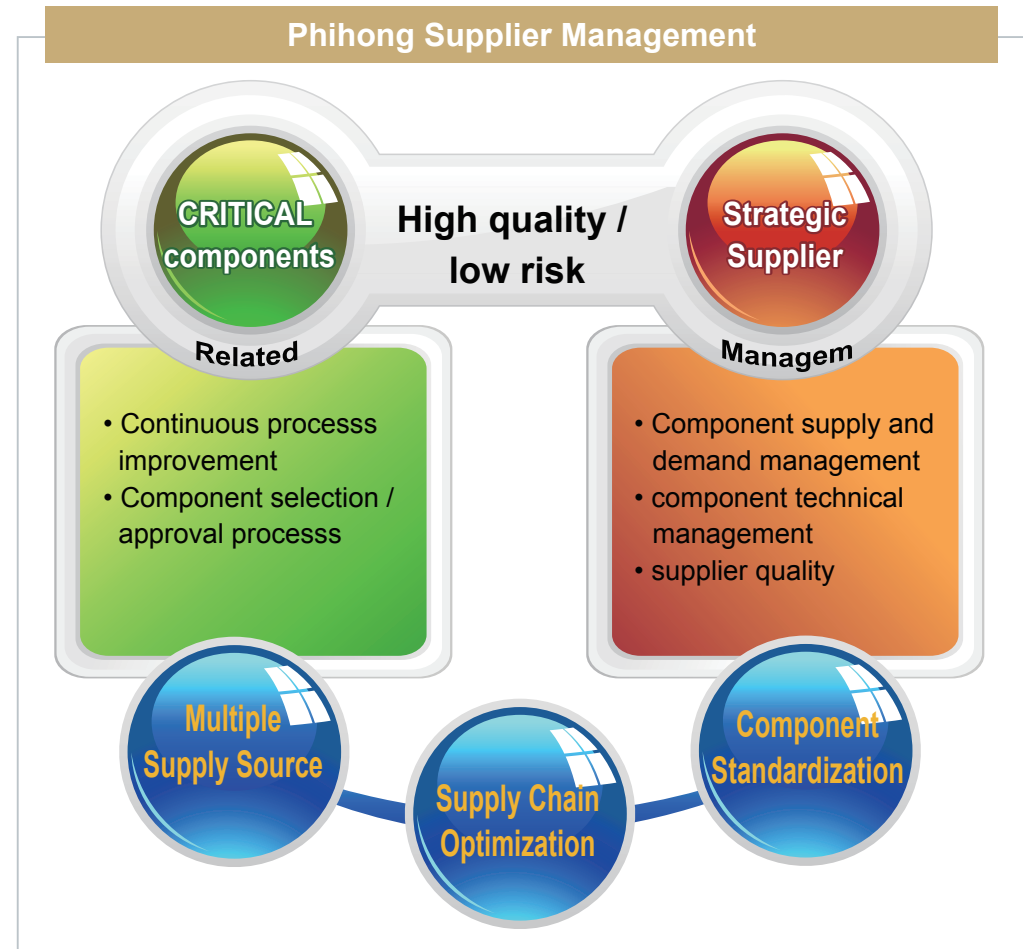 Phihong Supplier Management
CRITICAL
components
High quality /
low risk
Strategic
Supplier
Related
Managem
• Continuous processs
improvement
• Component selection /
approval processs
• Component supply and
demand management
• component technical
management
• supplier quality
Multiple
Supply Source
Supply Chain
Optimization
Component
Standardization